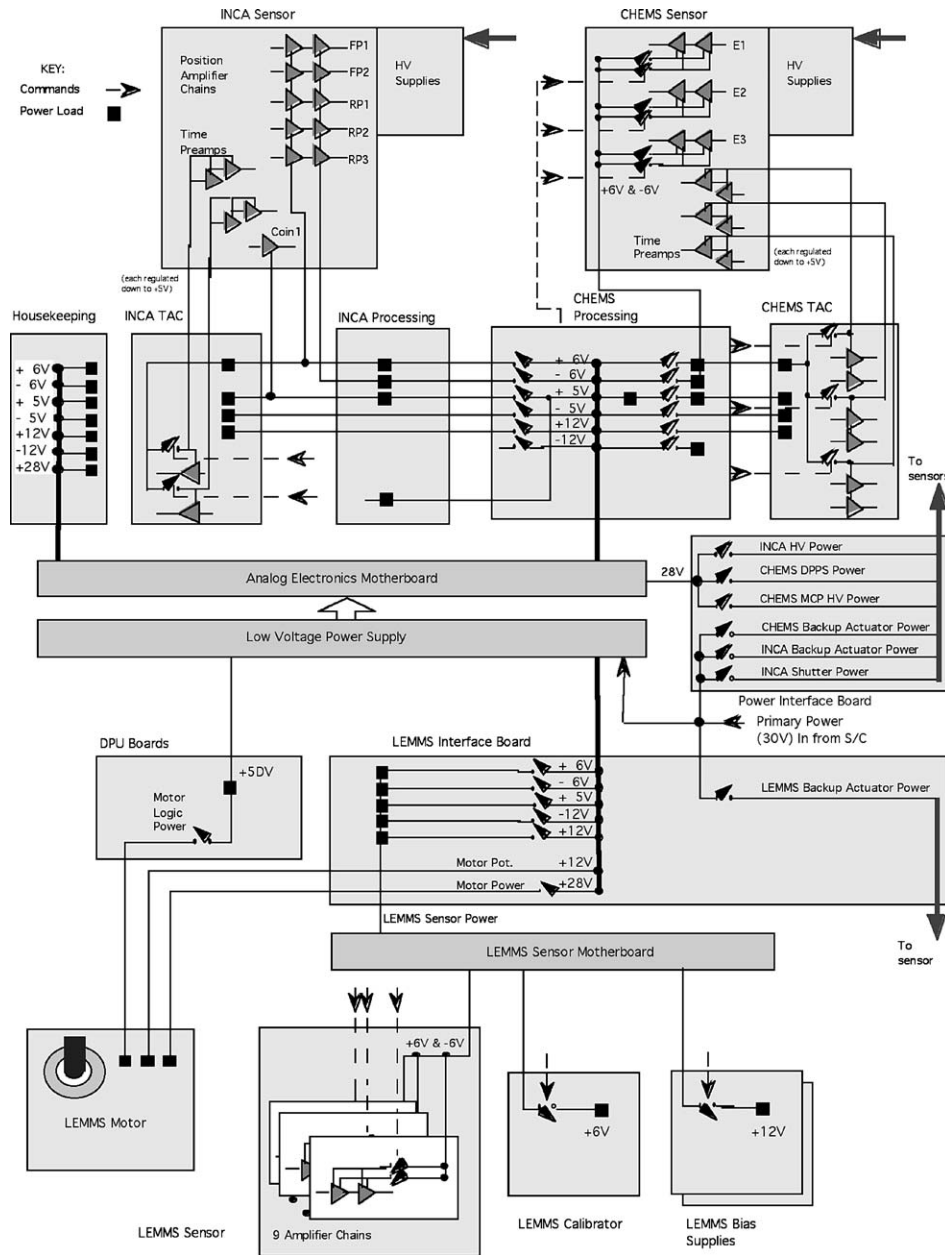 INCA Sensor
CHEMS Sensor
KEY:
Commands
Power Load
Position
Amplifier
Chains
FP1
FP2
RP1
RP2
RP3
HV
Supplies
Time
Preamps
Coin1
(each regulated
down to +5V)
E1
E2
E3
HV
Supplies
+6V & -6V
Time
Preamps
(each regulated
down to +5V)
Housekeeping
INCA TAC
INCA Processing
CHEMS
Processing
CHEMS TAC
+ 6V
- 6V
+ 5V
- 5V
+12V
-12V
+28V
+ 6V
- 6V
+ 5V
- 5V
+12V
-12V
To
sensors
Analog Electronics Motherboard
28V
INCA HV Power
CHEMS DPPS Power
CHEMS MCP HV Power
CHEMS Backup Actuator Power
INCA Backup Actuator Power
INCA Shutter Power
Low Voltage Power Supply
Power Interface Board
Primary Power
(30V) In from S/C
DPU Boards
+5DV
Motor
Logic
Power
LEMMS Interface Board
+ 6V
- 6V
+ 5V
-12V
+12V
Motor Pot.
+12V
Motor Power
+28V
LEMMS Backup Actuator Power
LEMMS Sensor Power
LEMMS Sensor Motherboard
To
sensor
LEMMS Motor
+6V & -6V
9 Amplifier Chains
LEMMS Sensor
+6V
LEMMS Calibrator
+12V
LEMMS Bias
Supplies